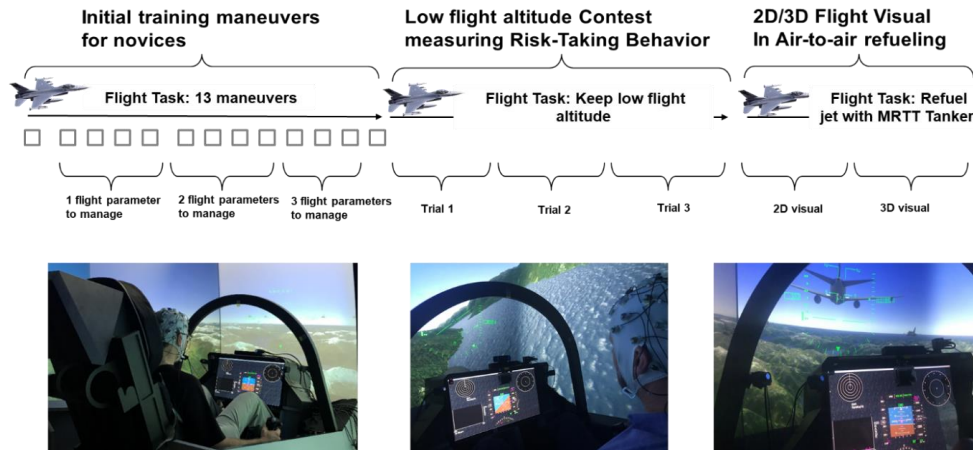 Initial training maneuvers
for novices
Low flight altitude Contest
measuring Risk-Taking Behavior
2D/3D Flight Visual
In Air-to-air refueling
Flight Task: 13 maneuvers
Flight Task: Keep low flight
altitude
Flight Task: Refuel
jet with MRTT Tanker
1 flight parameter
to manage
2 flight parameters
to manage
3 flight parameters
to manage
Trial 1
Trial 2
Trial 3
2D visual
3D visual